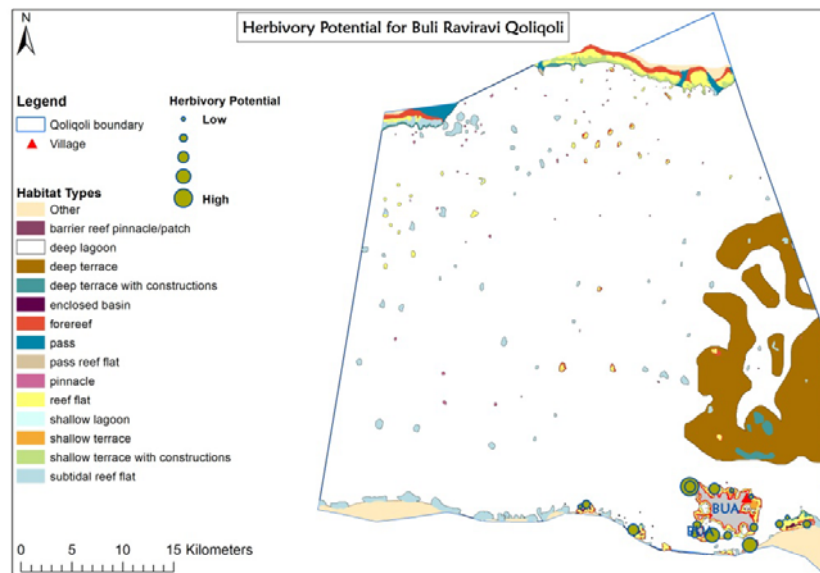 Herbivory Potential for Buli Raviravi Qoliqoli
N
Legend
Qoliqoli boundary
Village
Herbivory Potential
Low
High
Habitat Types
Other
barrier reef pinnacle/patch
deep lagoon
deep terrace
deep terrace with constructions
enclosed basin
forereef
pass
pass reef flat
pinnacle
reef flat
shallow lagoon
shallow terrace
shallow terrace with constructions
subtidal reef flat
BUA
BUA
0 5 10 15 Kilometers